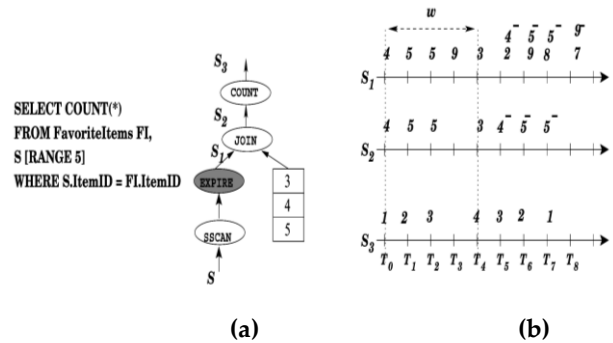 SELECT COUNT(*)
FROM FavoriteItems FI,
S [RANGE 5]
WHERE S.ItemID = FI.ItemID
S3
COUNT
S2
JOIN
S1
EXPIRE
3
4
5
SSCAN
S
(a)
w
4⁻ 5⁻ 5⁻ 9⁻
4 5 5 9 3 2 9 8 7
S1
4 5 5 3 4⁻ 5⁻ 5⁻
S2
1 2 3 4 3 2 1
S3
T0 T1 T2 T3 T4 T5 T6 T7 T8
(b)